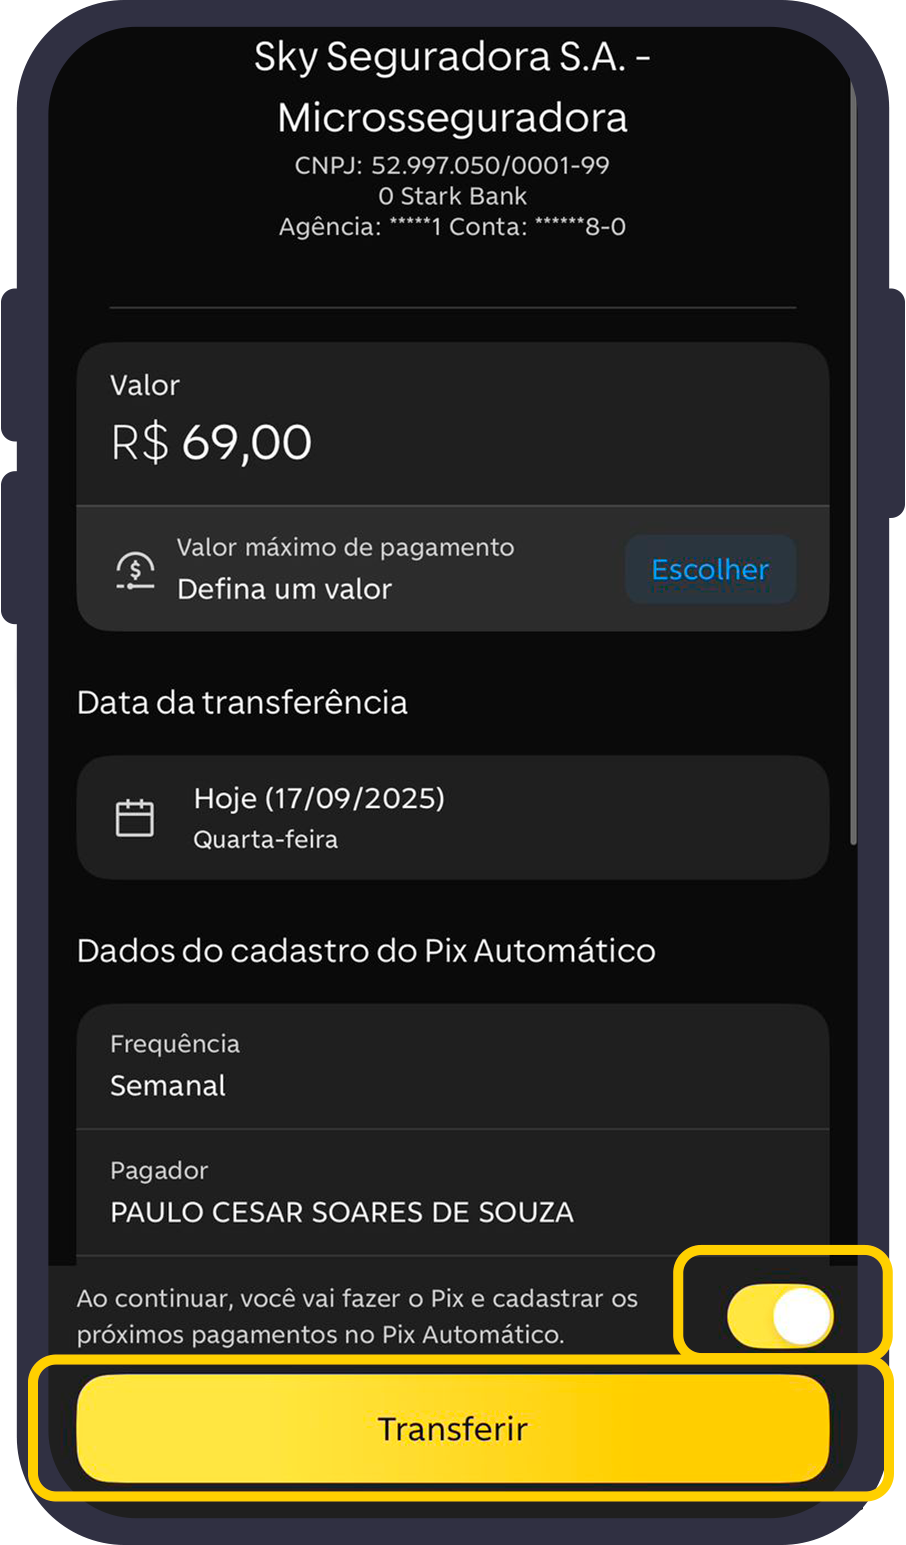 Sky Seguradora S.A. -
Microsseguradora
CNPJ: 52.997.050/0001-99
0 Stark Bank
Agência: *****1 Conta: ******8-0
Valor
R$ 69,00
Valor máximo de pagamento
Defina um valor
Escolher
Data da transferência
Hoje (17/09/2025)
Quarta-feira
Dados do cadastro do Pix Automático
Frequência
Semanal
Pagador
PAULO CESAR SOARES DE SOUZA
Ao continuar, você vai fazer o Pix e cadastrar os
próximos pagamentos no Pix Automático.
Transferir